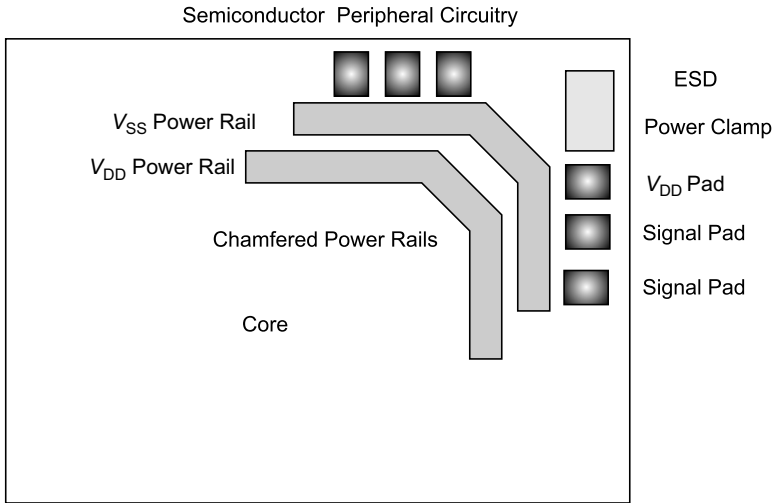 Semiconductor Peripheral Circuitry
ESD
Power Clamp
VSS Power Rail
VDD Power Rail
VDD Pad
Chamfered Power Rails
Signal Pad
Signal Pad
Core